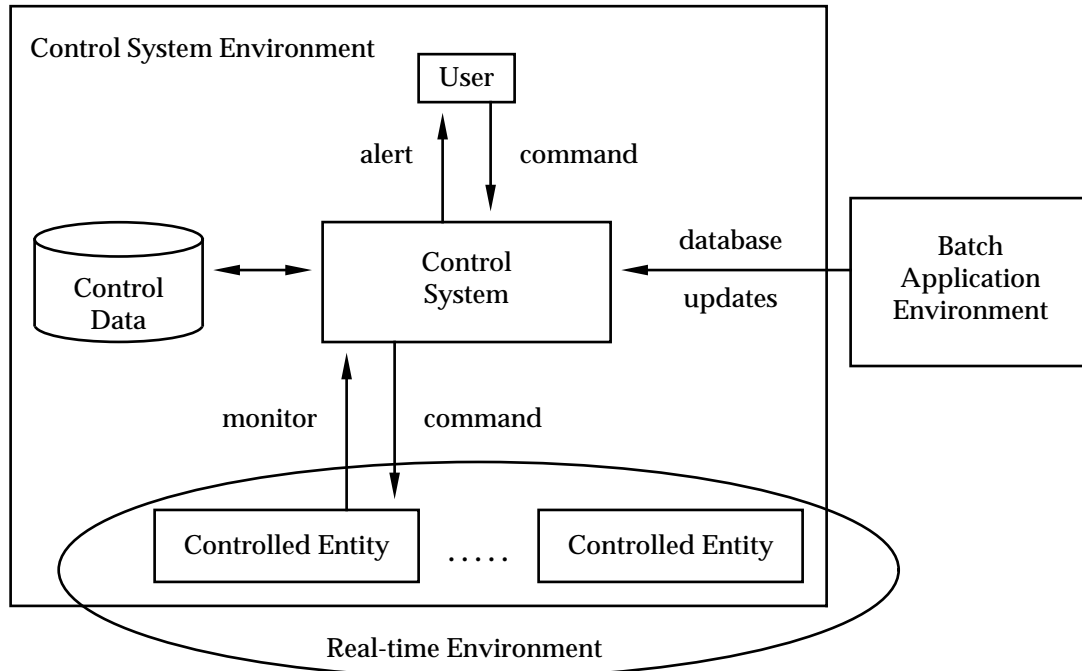 Control System Environment
User
alert
command
Control
Data
Control
System
database
updates
Batch
Application
Environment
monitor
command
Controlled Entity
.....
Controlled Entity
Real-time Environment